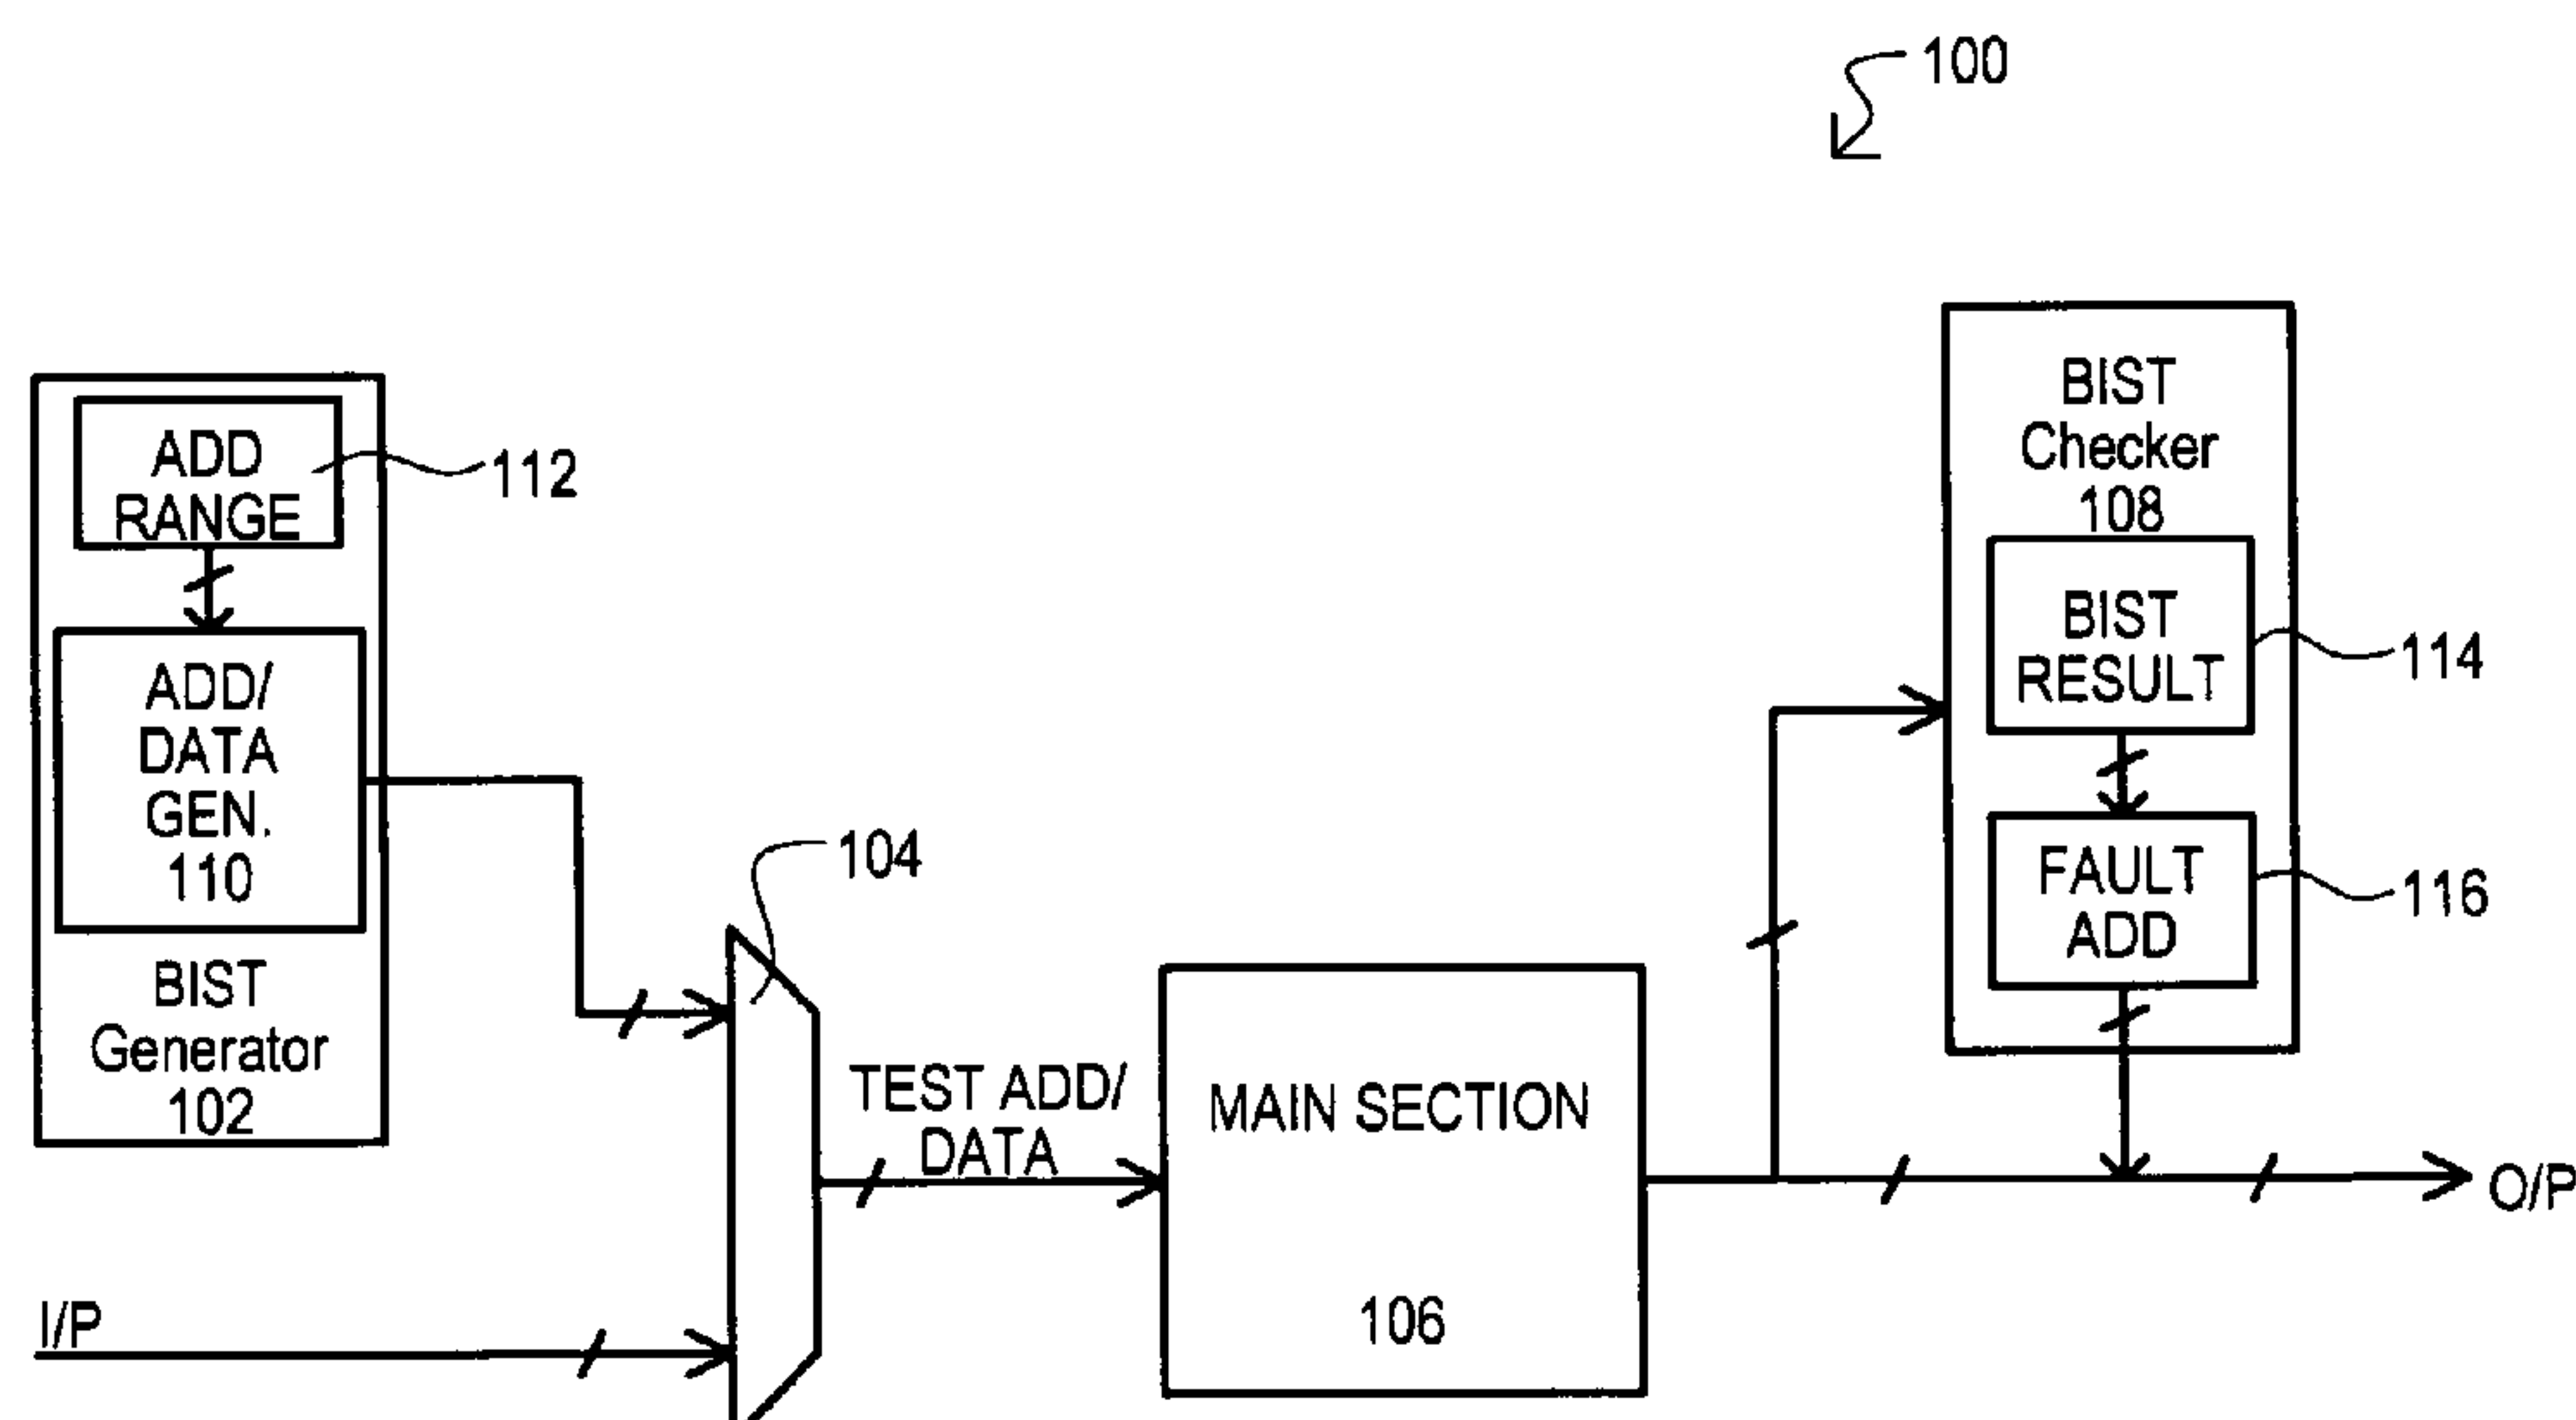 100
ADD
RANGE
112
ADD/
DATA
GEN.
110
BIST
Generator
102
104
I/P
TEST ADD/
DATA
MAIN SECTION
106
BIST
Checker
108
BIST
RESULT
114
FAULT
ADD
116
O/P